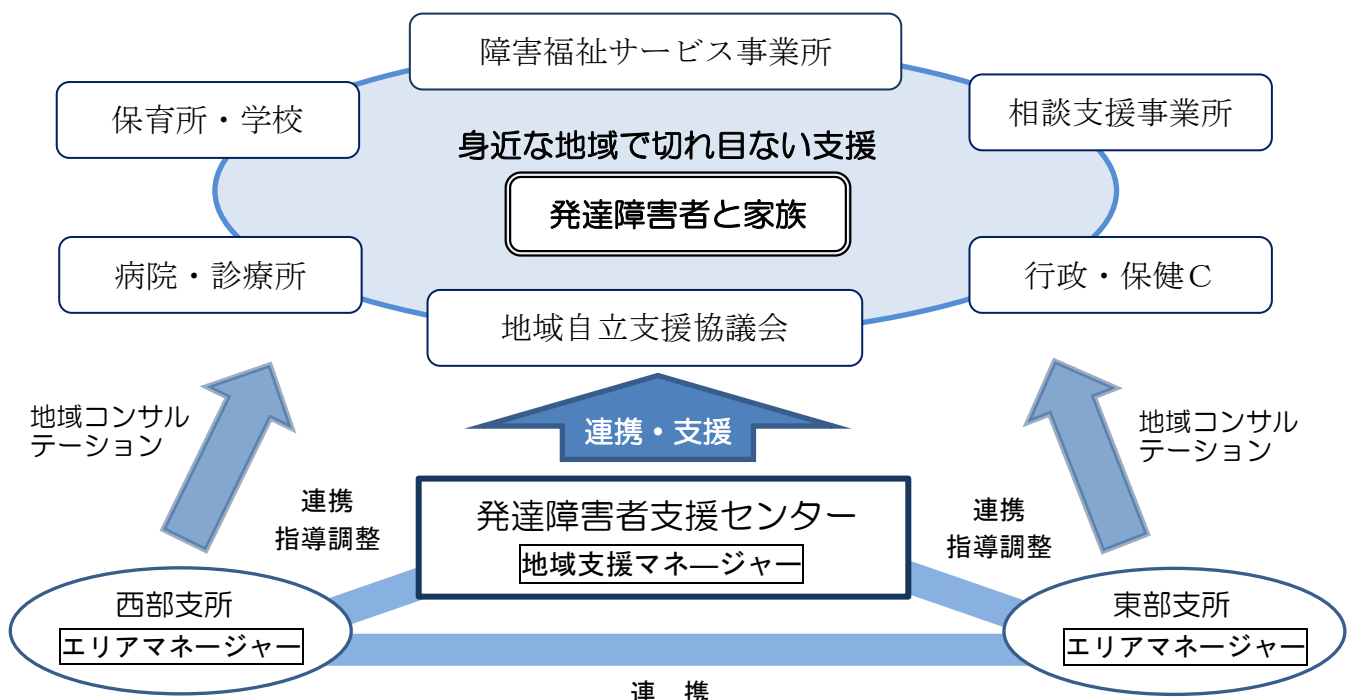 障害福祉サービス事業所
保育所・学校
相談支援事業所
身近な地域で切れ目ない支援
発達障害者と家族
病院・診療所
行政・保健C
地域自立支援協議会
地域コンサル
テーション
連携・支援
地域コンサル
テーション
連携
指導調整
発達障害者支援センター
地域支援マネ―ジャー
連携
指導調整
西部支所
エリアマネージャー
東部支所
エリアマネージャー
連 携